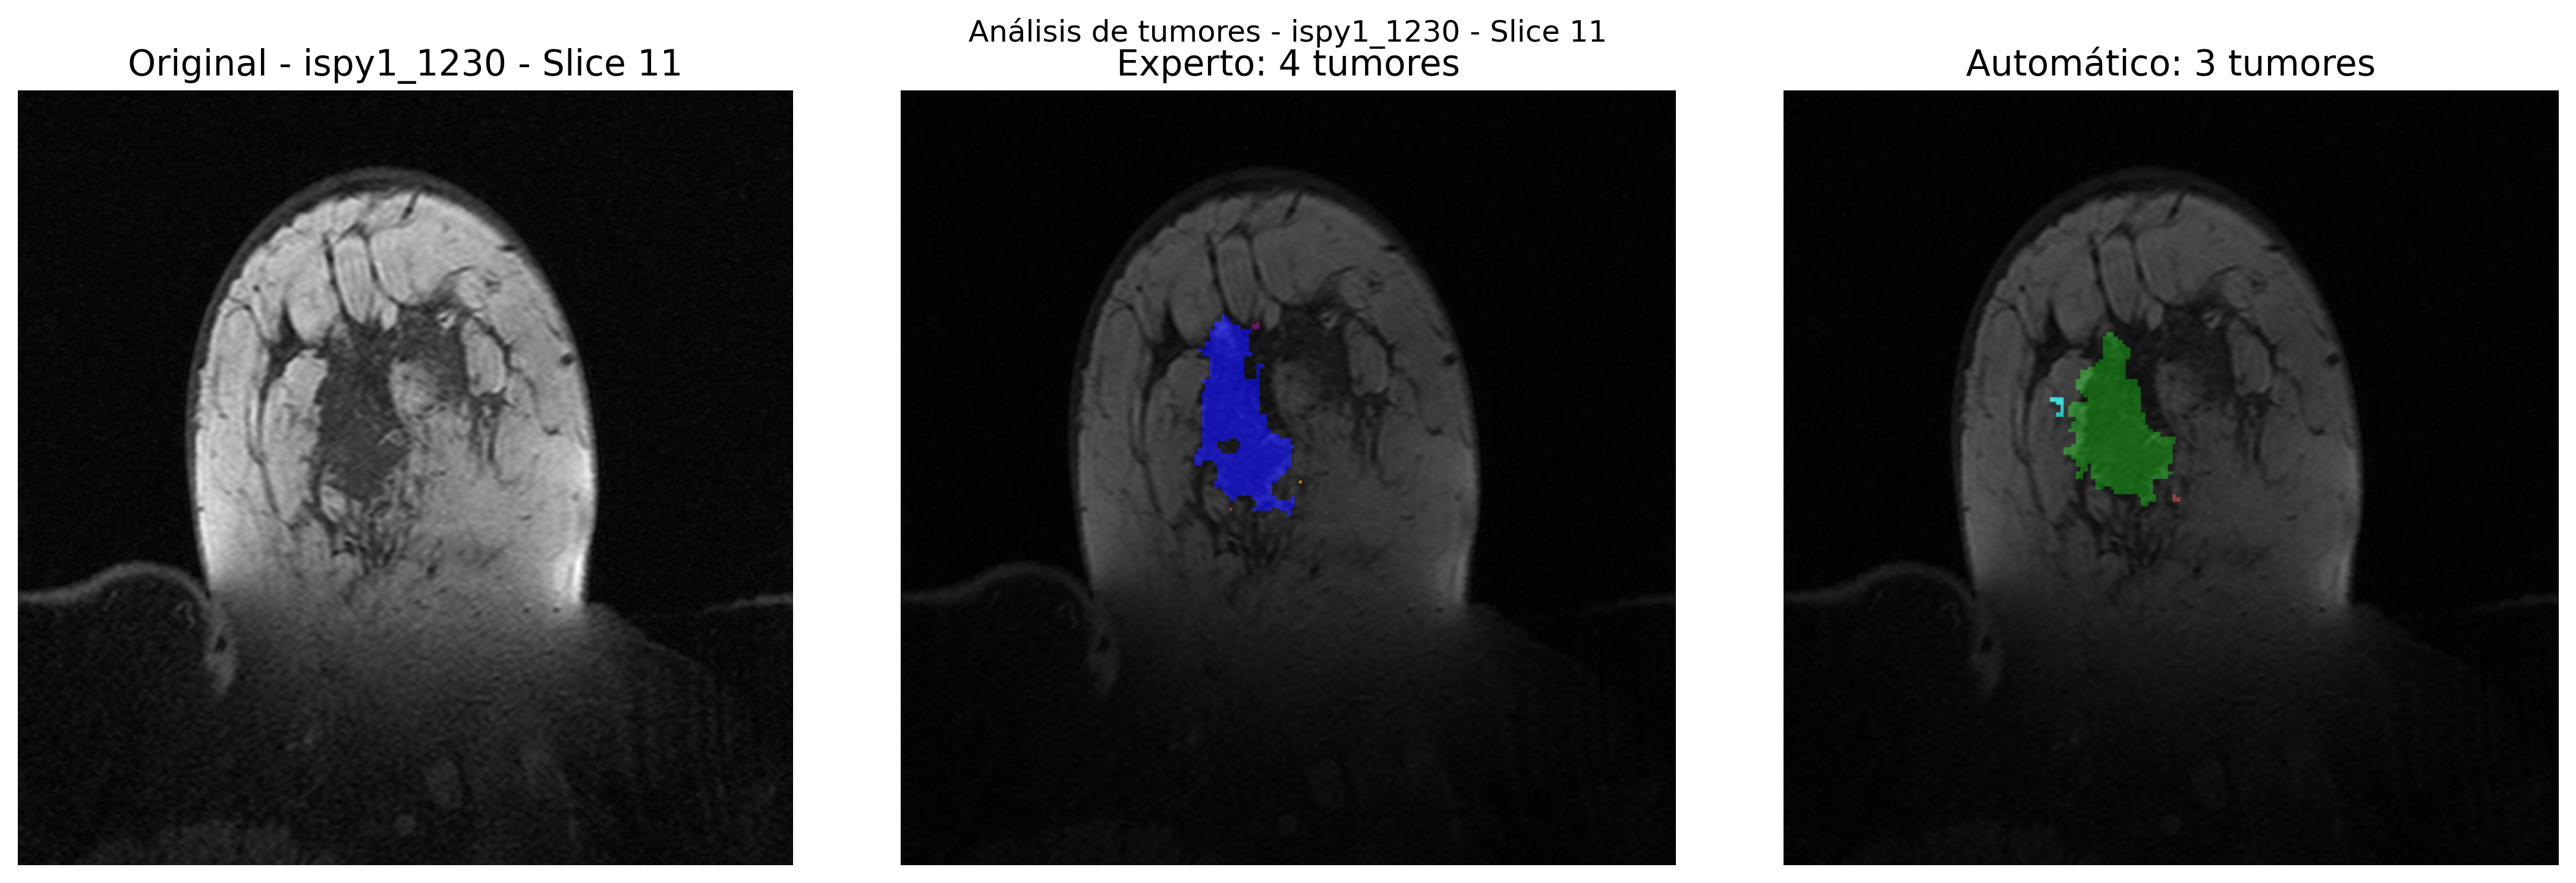 Análisis de tumores - ispy1_1230 - Slice 11
Original - ispy1_1230 - Slice 11
Experto: 4 tumores
Automático: 3 tumores